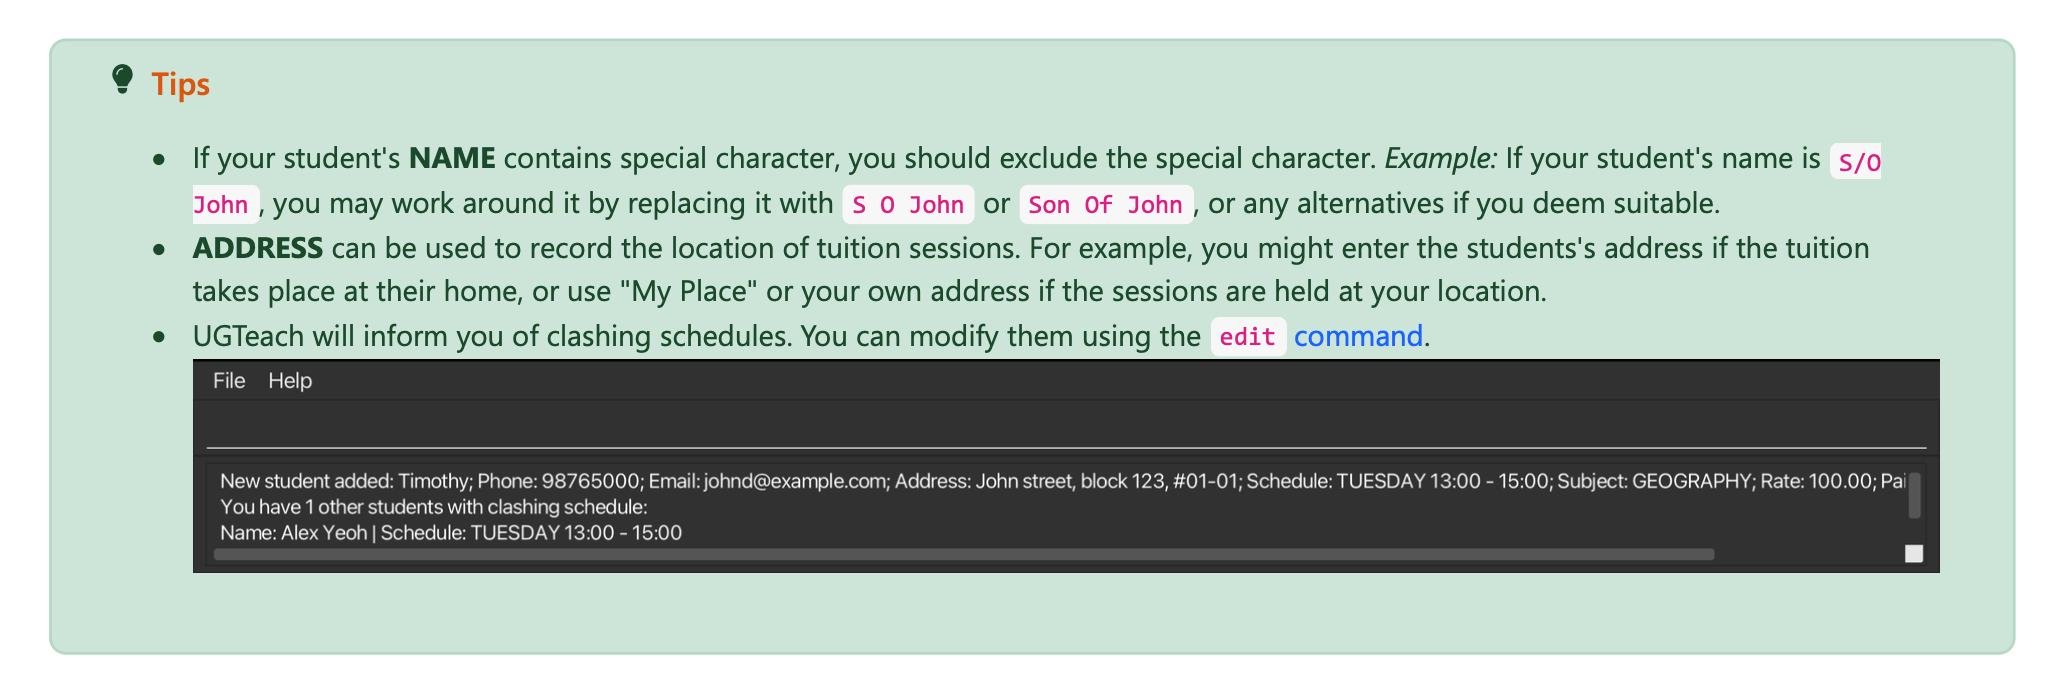 Tips
If your student's NAME contains special character, you should exclude the special character. Example: If your student's name is S/O
John, you may work around it by replacing it with S O John or Son Of John, or any alternatives if you deem suitable.
ADDRESS can be used to record the location of tuition sessions. For example, you might enter the students's address if the tuition
takes place at their home, or use "My Place" or your own address if the sessions are held at your location.
UGTeach will inform you of clashing schedules. You can modify them using the edit command.
File Help
New student added: Timothy; Phone: 98765000; Email: johnd@example.com; Address: John street, block 123, #01-01; Schedule: TUESDAY 13:00 - 15:00; Subject: GEOGRAPHY; Rate: 100.00; Pai
You have 1 other students with clashing schedule:
Name: Alex Yeoh | Schedule: TUESDAY 13:00 - 15:00